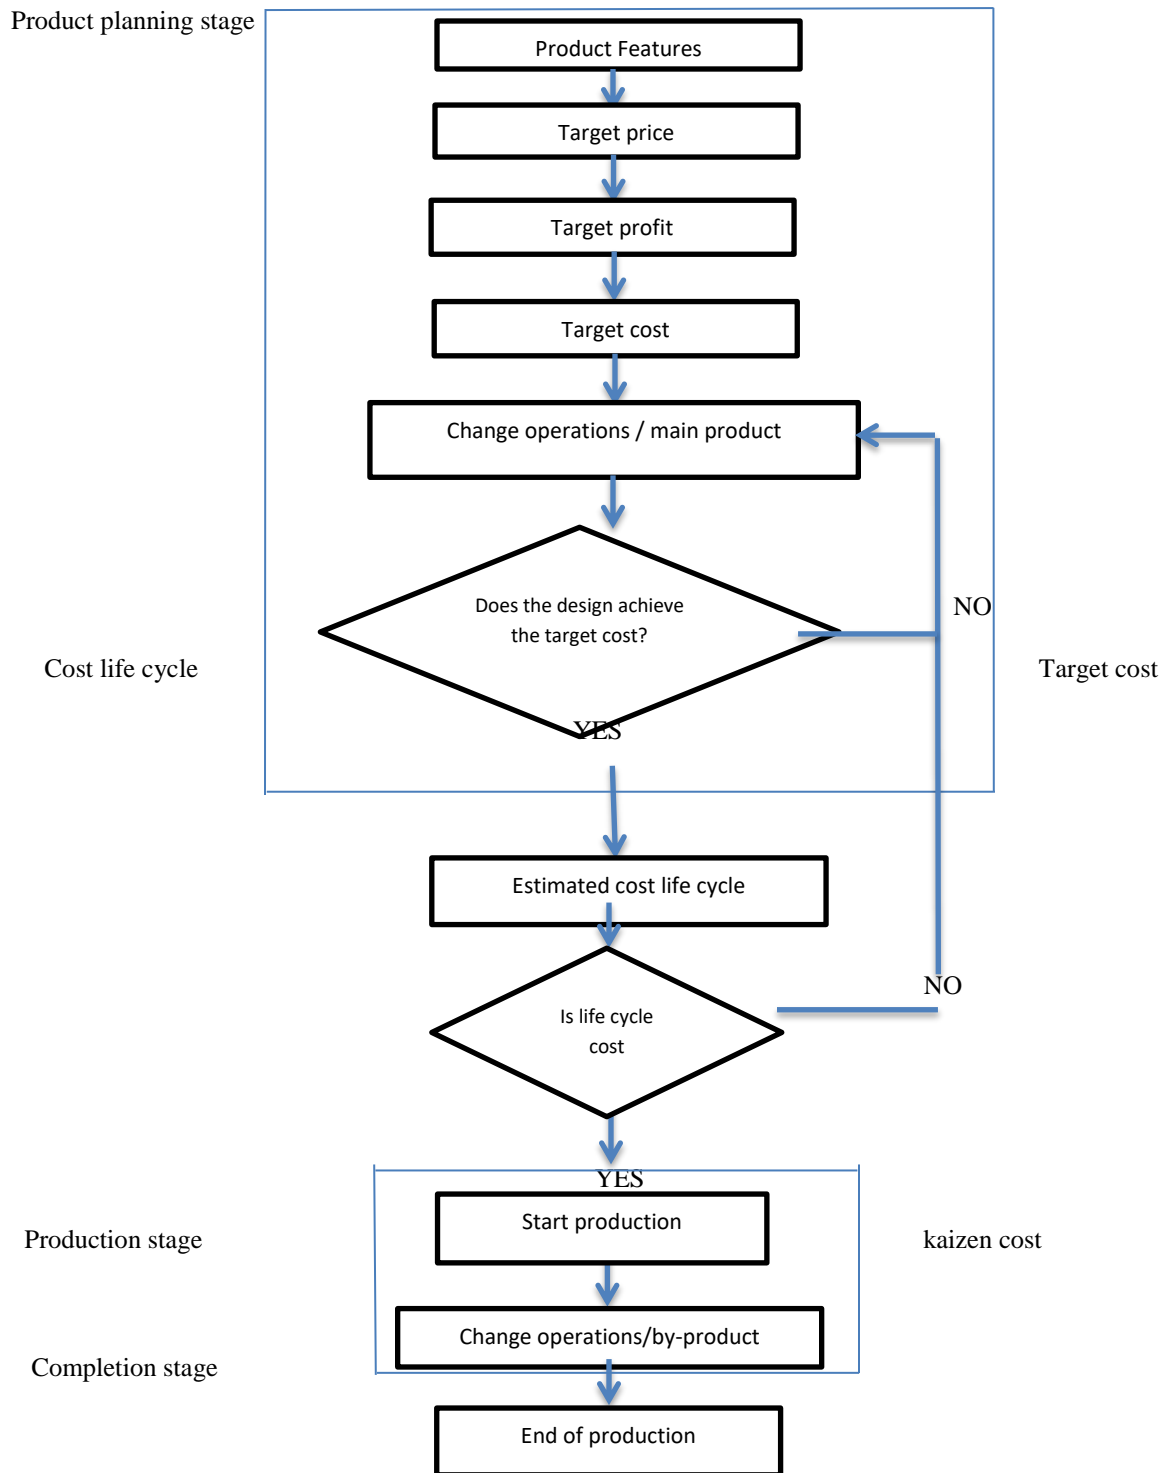 Product planning stage
Product Features
Target price
Target profit
Target cost
Change operations / main product
Does the design achieve
the target cost?
NO
Cost life cycle
Target cost
YES
Estimated cost life cycle
NO
Is life cycle
cost
YES
Start production
Production stage
kaizen cost
Change operations/by-product
Completion stage
End of production